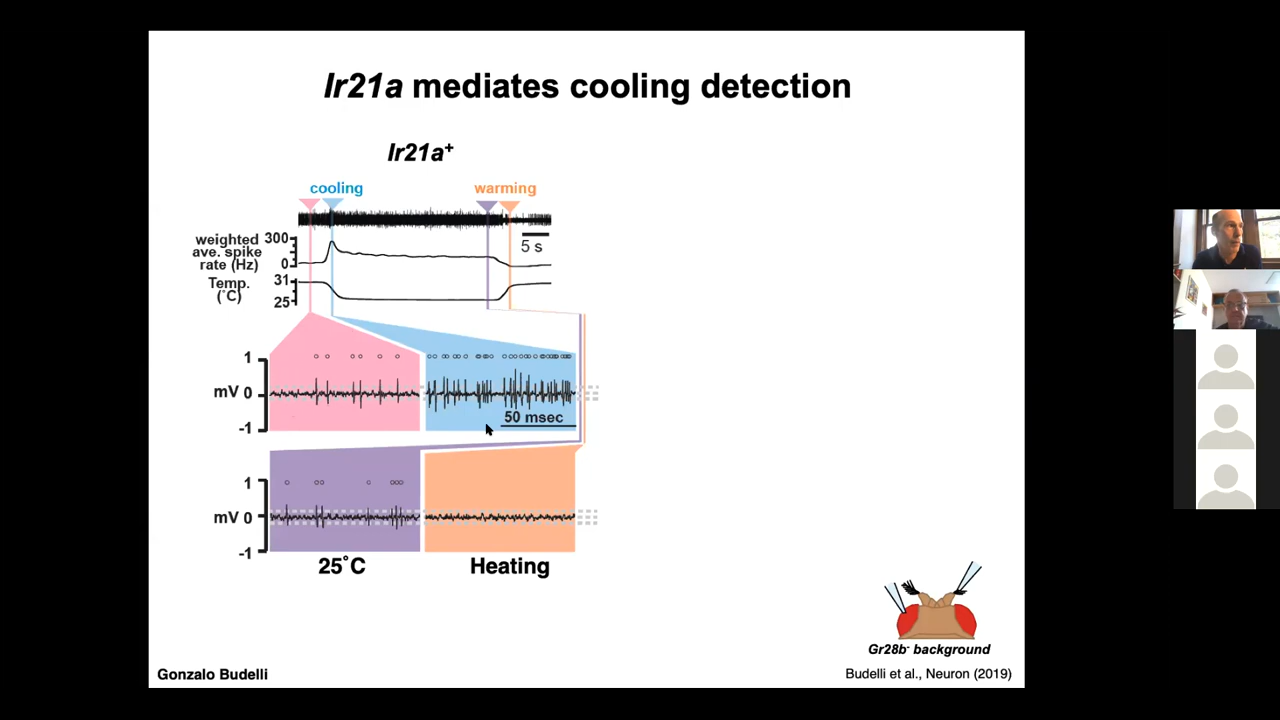 Ir21a mediates cooling detection
Ir21a+
cooling
warming
weighted
ave. spike
rate (Hz)
300
0
5 s
Temp.
(˚C)
31
25
1
mV 0
-1
50 msec
1
mV 0
-1
25˚C
Heating
Gr28b- background
Gonzalo Budelli
Budelli et al., Neuron (2019)